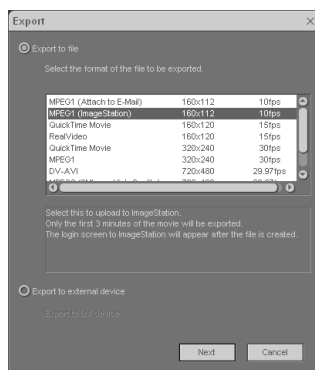 Export
Export to file
Select the format of the file to be exported.
MPEG1 (Attach to E-Mail) 160x112 10fps
MPEG1 (ImageStation) 160x112 10fps
QuickTime Movie 160x120 15fps
RealVideo 160x120 15fps
QuickTime Movie 320x240 30fps
MPEG1 320x240 30fps
DV-AVI 720x480 29.97fps
Select this to upload to ImageStation.
Only the first 3 minutes of the movie will be exported.
The login screen to ImageStation will appear after the file is created.
Export to external device
Export to DV device
Next Cancel